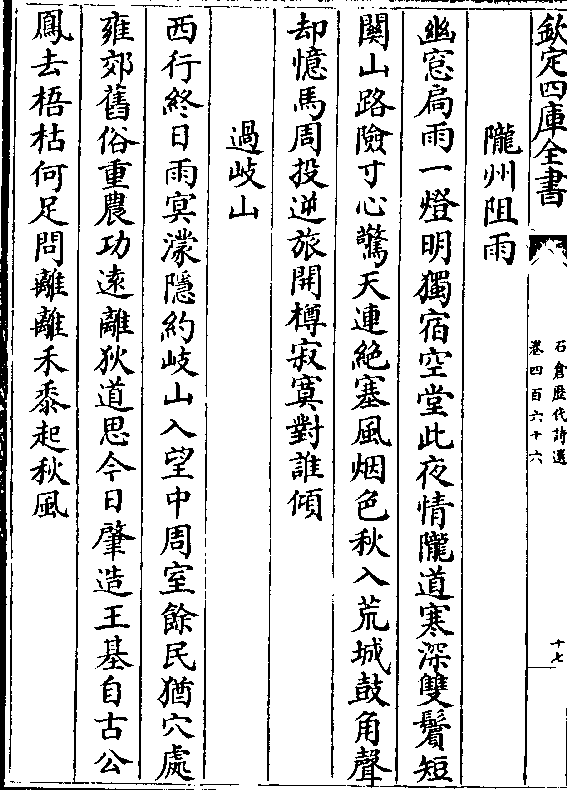 欽定四庫全書
石倉歴代詩選
卷四百六十六
十七
隴州阻雨
幽窓扃雨一燈明獨宿空堂此夜情隴道寒深雙鬢短
闗山路險寸心驚天連絶塞風烟色秋入荒城鼓角聲
却憶馬周投逆旅開樽寂寞對誰傾
過岐山
西行終日雨冥濛隱約岐山入望中周室餘民猶穴處
雍郊舊俗重農功逺離狄道思今日肇造王基自古公
鳳去梧枯何足問離離禾黍起秋風